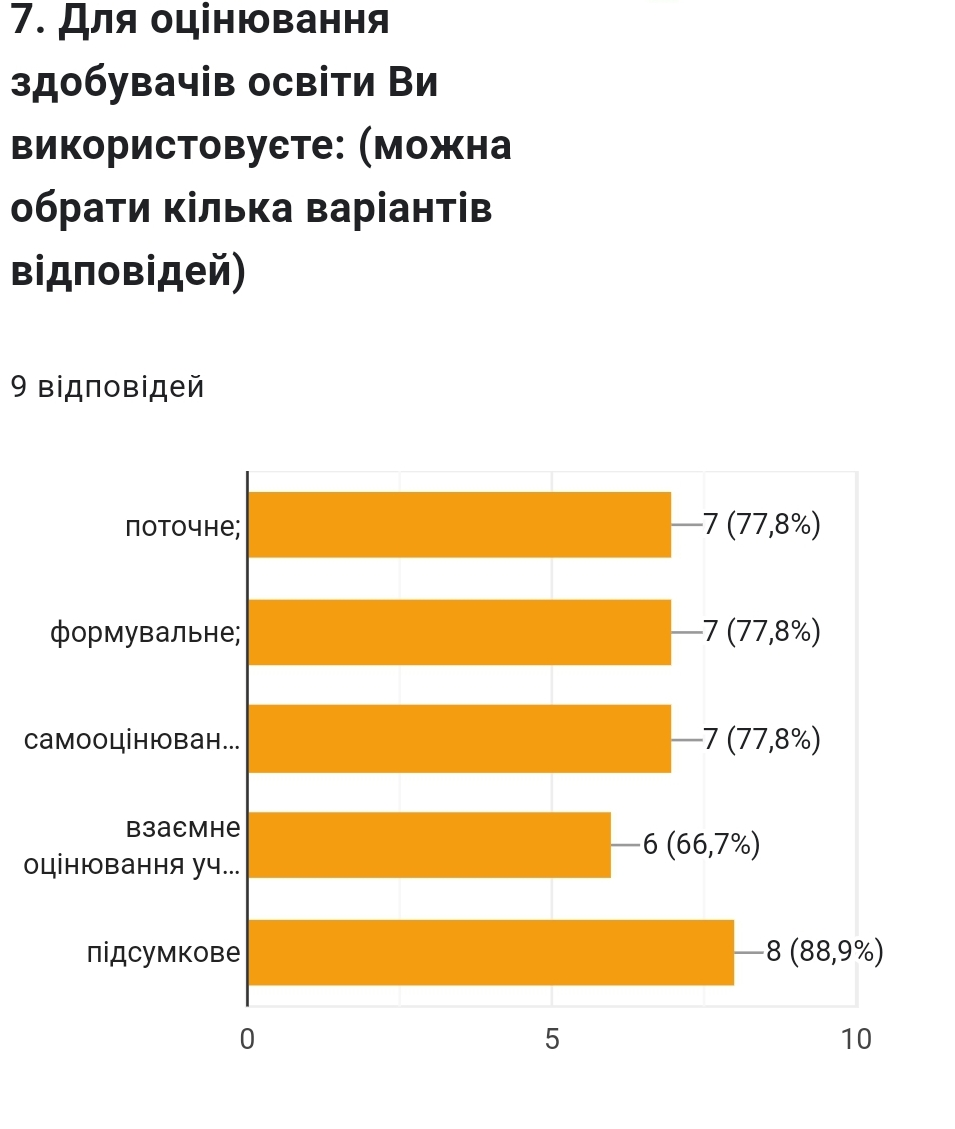 7. Для оцінювання
здобувачів освіти Ви
використовуєте: (можна
обрати кілька варіантів
відповідей)
9 відповідей
поточне;
7 (77,8%)
формувальне;
7 (77,8%)
самооцінюван...
7 (77,8%)
взаємне
оцінювання уч...
6 (66,7%)
підсумкове
8 (88,9%)
0 5 10